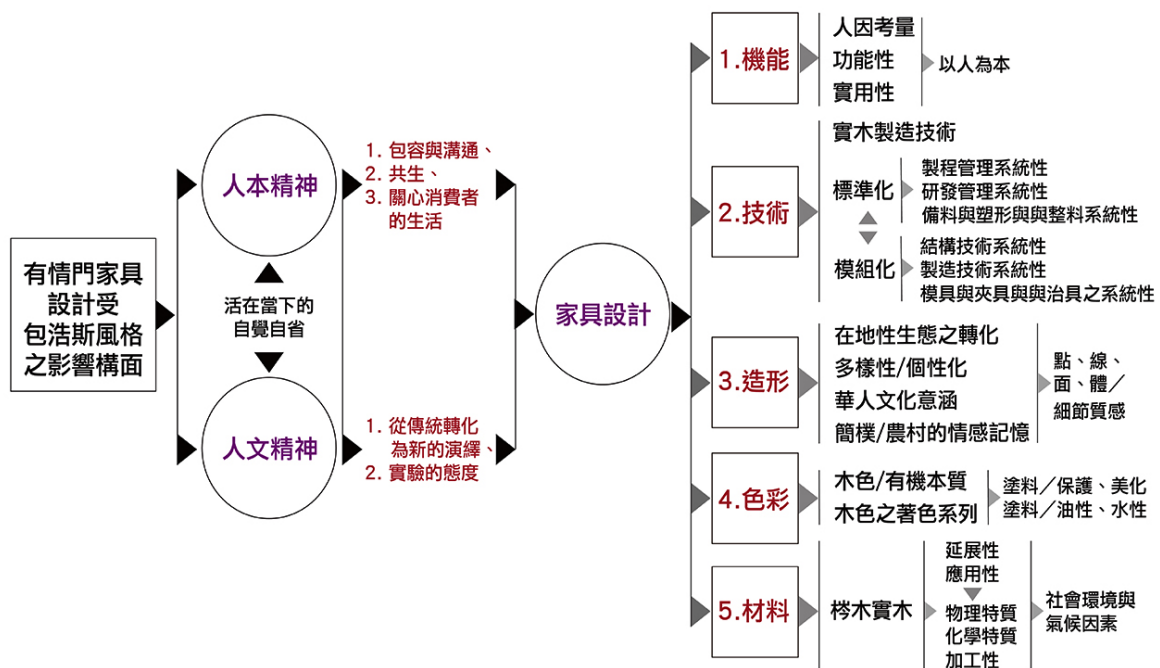 有情門家具
設計受
包浩斯風格
之影響構面
人本精神
活在當下的
自覺自省
人文精神
1. 包容與溝通、
2. 共生、
3. 關心消費者
的生活
1. 從傳統轉化
為新的演繹、
2. 實驗的態度
家具設計
1.機能
人因考量
功能性
實用性
以人為本
2.技術
實木製造技術
標準化
製程管理系統性
研發管理系統性
備料與塑形與與整料系統性
模組化
結構技術系統性
製造技術系統性
模具與夾具與與治具之系統性
3.造形
在地性生態之轉化
多樣性/個性化
華人文化意涵
簡樸/農村的情感記憶
點、線、
面、體／
細節質感
4.色彩
木色/有機本質
木色之著色系列
塗料／保護、美化
塗料／油性、水性
5.材料
梣木實木
延展性
應用性
物理特質
化學特質
加工性
社會環境與
氣候因素